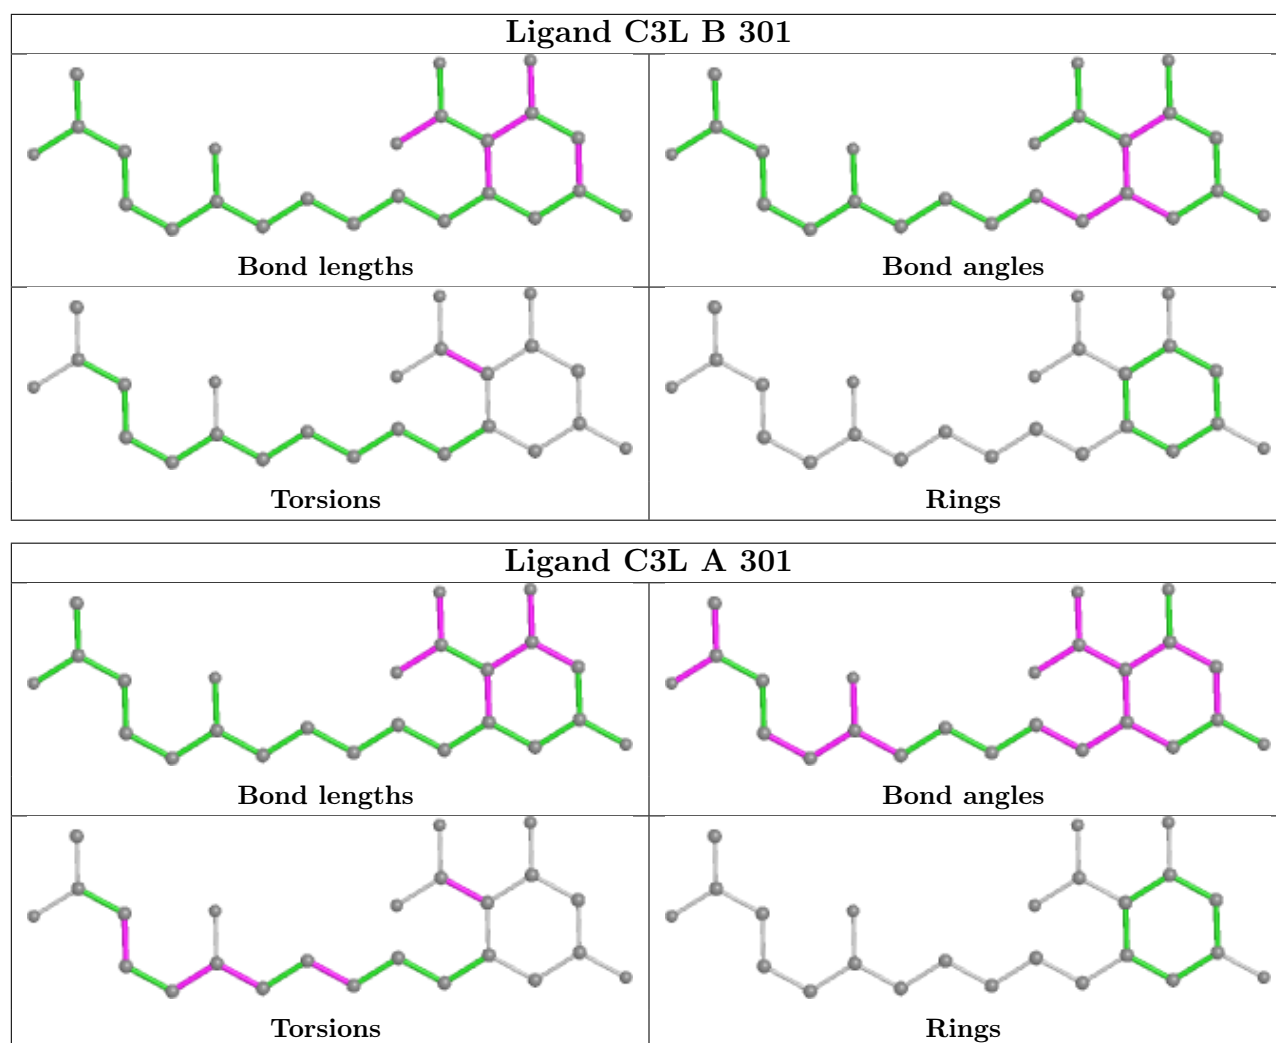 Ligand C3L B 301
Bond lengths
Bond angles
Torsions
Rings
Ligand C3L A 301
Bond lengths
Bond angles
Torsions
Rings